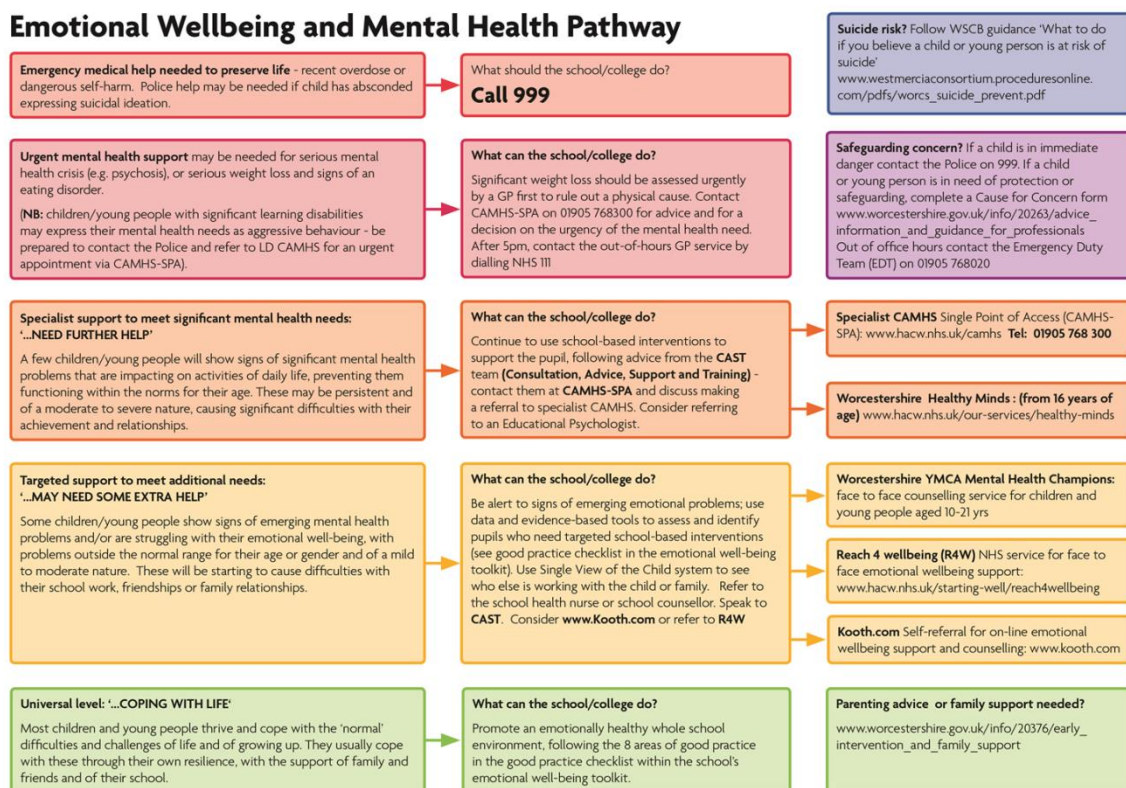 Emotional Wellbeing and Mental Health Pathway
Emergency medical help needed to preserve life - recent overdose or
dangerous self-harm.  Police help may be needed if child has absconded
expressing suicidal ideation.
What should the school/college do?
Call 999
Suicide risk? Follow WSCB guidance 'What to do
if you believe a child or young person is at risk of
suicide'
www.westmerciaconsortium.proceduresonline.
com/pdfs/worcs_suicide_prevent.pdf
Urgent mental health support may be needed for serious mental
health crisis (e.g. psychosis), or serious weight loss and signs of an
eating disorder.
(NB: children/young people with significant learning disabilities
may express their mental health needs as aggressive behaviour - be
prepared to contact the Police and refer to LD CAMHS for an urgent
appointment via CAMHS-SPA).
What can the school/college do?
Significant weight loss should be assessed urgently
by a GP first to rule out a physical cause. Contact
CAMHS-SPA on 01905 768300 for advice and for a
decision on the urgency of the mental health need.
After 5pm, contact the out-of-hours GP service by
dialling NHS 111
Safeguarding concern? If a child is in immediate
danger contact the Police on 999. If a child
or young person is in need of protection or
safeguarding, complete a Cause for Concern form
www.worcestershire.gov.uk/info/20263/advice_
information_and_guidance_for_professionals
Out of office hours contact the Emergency Duty
Team (EDT) on 01905 768020
Specialist support to meet significant mental health needs:
'...NEED FURTHER HELP'
A few children/young people will show signs of significant mental health
problems that are impacting on activities of daily life, preventing them
functioning within the norms for their age. These may be persistent and
of a moderate to severe nature, causing significant difficulties with their
achievement and relationships.
What can the school/college do?
Continue to use school-based interventions to
support the pupil, following advice from the CAST
team (Consultation, Advice, Support and Training) -
contact them at CAMHS-SPA and discuss making
a referral to specialist CAMHS. Consider referring
to an Educational Psychologist.
Specialist CAMHS Single Point of Access (CAMHS-
SPA): www.hacw.nhs.uk/camhs  Tel:  01905 768 300
Worcestershire  Healthy Minds : (from 16 years of
age) www.hacw.nhs.uk/our-services/healthy-minds
Targeted support to meet additional needs:
'...MAY NEED SOME EXTRA HELP'
Some children/young people show signs of emerging mental health
problems and/or are struggling with their emotional well-being, with
problems outside the normal range for their age or gender and of a mild
to moderate nature.  These will be starting to cause difficulties with
their school work, friendships or family relationships.
What can the school/college do?
Be alert to signs of emerging emotional problems; use
data and evidence-based tools to assess and identify
pupils who need targeted school-based interventions
(see good practice checklist in the emotional well-being
toolkit). Use Single View of the Child system to see
who else is working with the child or family.   Refer to
the school health nurse or school counsellor. Speak to
CAST.  Consider www.Kooth.com or refer to R4W
Worcestershire YMCA Mental Health Champions:
face to face counselling service for children and
young people aged 10-21 yrs
Reach 4 wellbeing (R4W) NHS service for face to
face emotional wellbeing support:
www.hacw.nhs.uk/starting-well/reach4wellbeing
Kooth.com Self-referral for on-line emotional
wellbeing support and counselling: www.kooth.com
Universal level: '...COPING WITH LIFE'
Most children and young people thrive and cope with the 'normal'
difficulties and challenges of life and of growing up. They usually cope
with these through their own resilience, with the support of family and
friends and of their school.
What can the school/college do?
Promote an emotionally healthy whole school
environment, following the 8 areas of good practice
in the good practice checklist within the school's
emotional well-being toolkit.
Parenting advice  or family support needed?
www.worcestershire.gov.uk/info/20376/early_
intervention_and_family_support